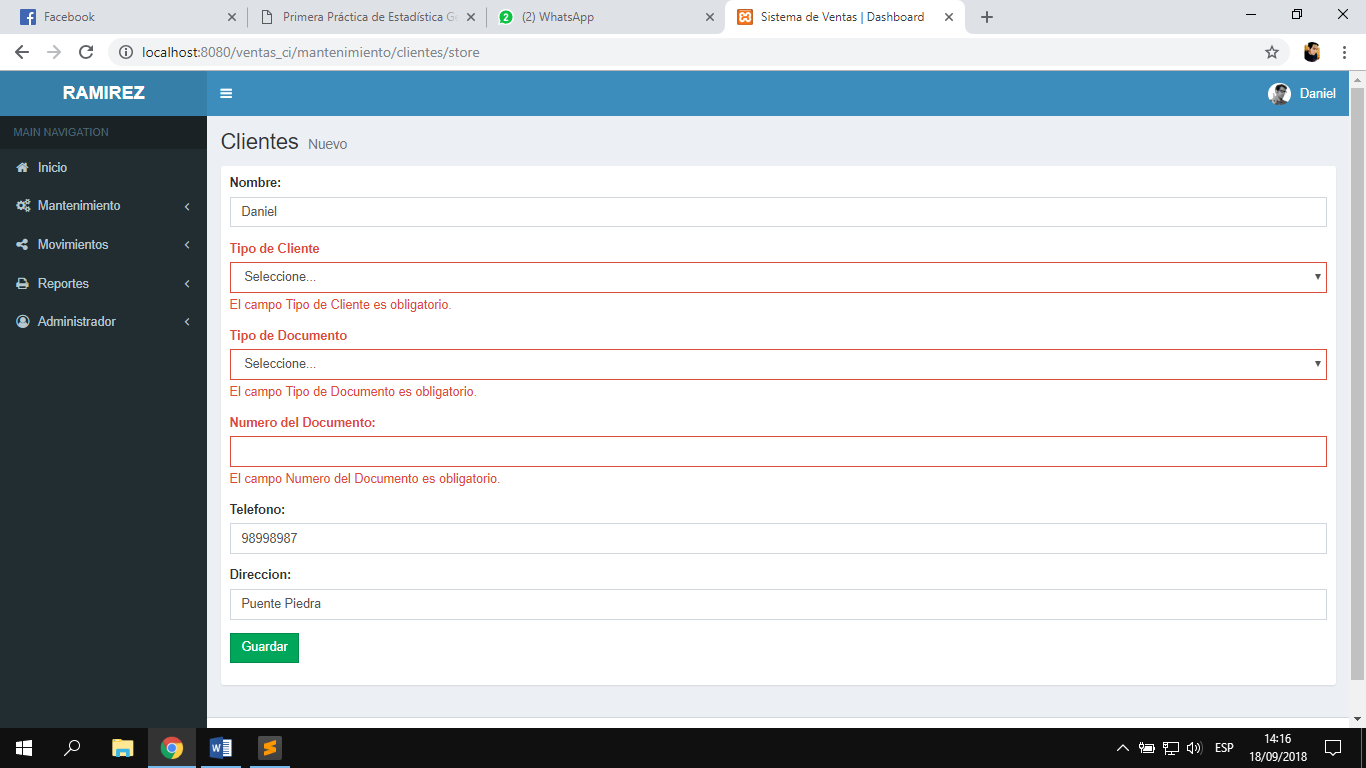 Facebook
Primera Práctica de Estadística Ge
(2) WhatsApp
Sistema de Ventas | Dashboard
localhost:8080/ventas_ci/mantenimiento/clientes/store
RAMIREZ
Daniel
MAIN NAVIGATION
Inicio
Mantenimiento
Movimientos
Reportes
Administrador
Clientes Nuevo
Nombre:
Daniel
Tipo de Cliente
Seleccione...
El campo Tipo de Cliente es obligatorio.
Tipo de Documento
Seleccione...
El campo Tipo de Documento es obligatorio.
Numero del Documento:
El campo Numero del Documento es obligatorio.
Telefono:
98998987
Direccion:
Puente Piedra
Guardar
ESP
14:16
18/09/2018